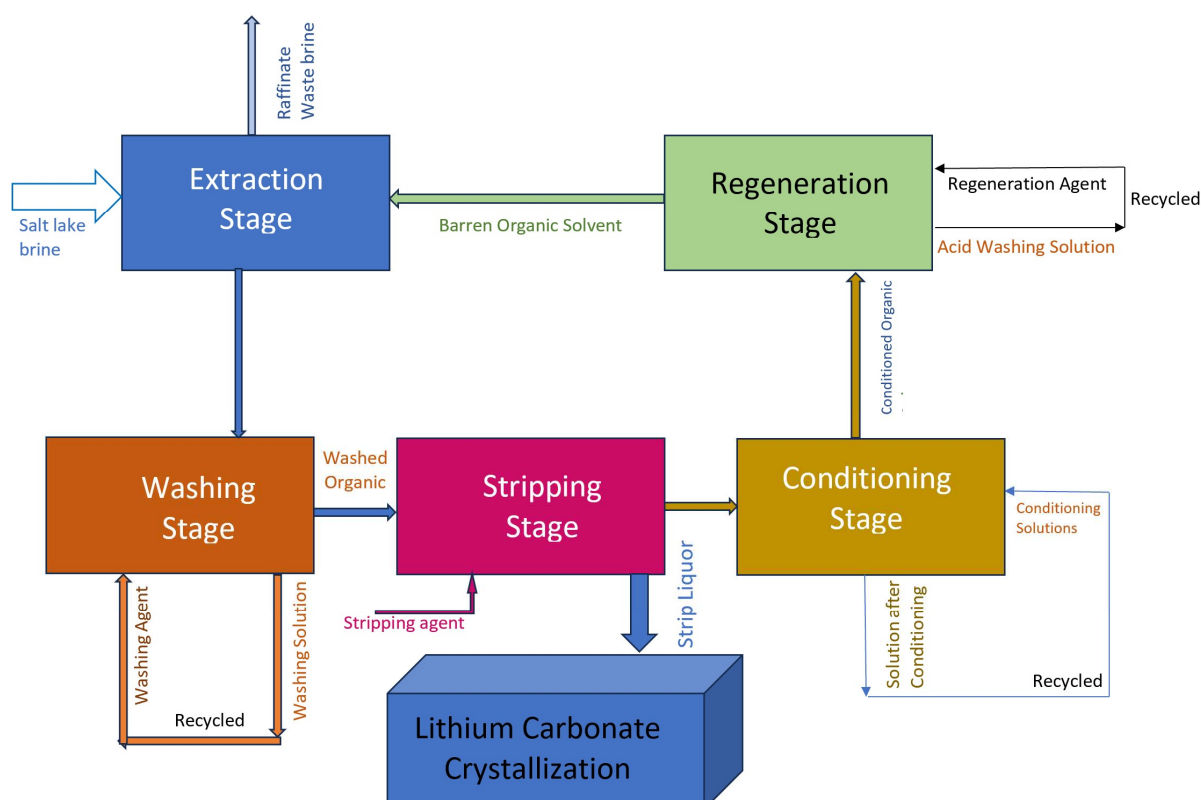 Raffinate
Waste brine
Extraction
Stage
Salt lake
brine
Barren Organic Solvent
Regeneration
Stage
Regeneration Agent
Recycled
Acid Washing Solution
Conditioned Organic
Washing
Stage
Washed
Organic
Stripping
Stage
Conditioning
Stage
Conditioning
Solutions
Washing Agent
Washing Solution
Recycled
Stripping agent
Strip Liquor
Solution after
Conditioning
Recycled
Lithium Carbonate
Crystallization